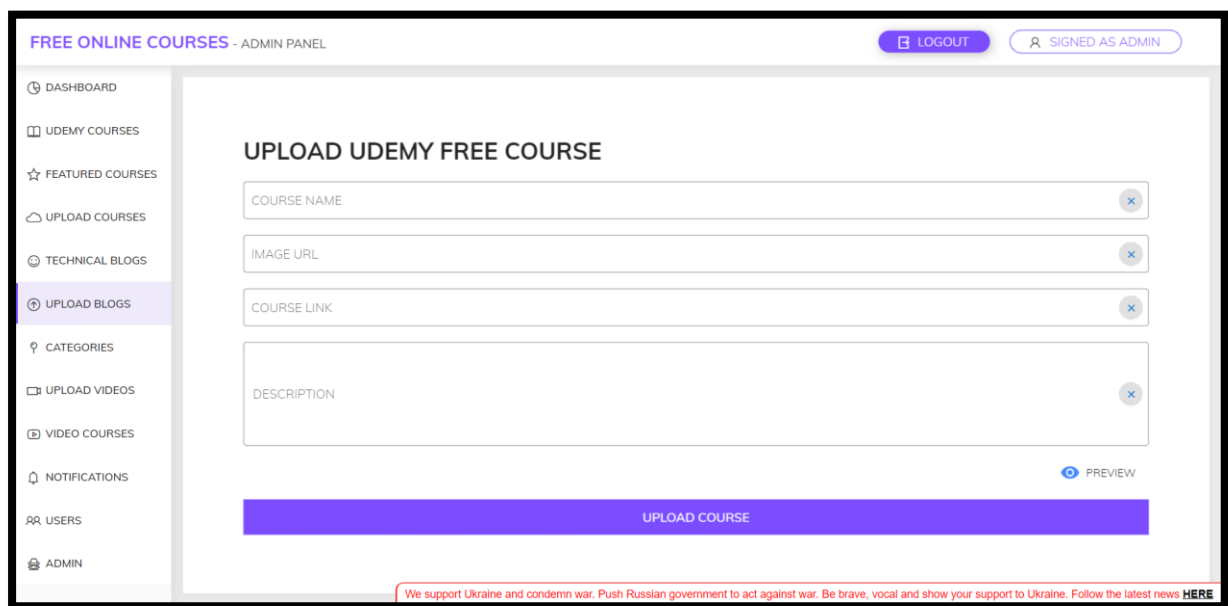 FREE ONLINE COURSES - ADMIN PANEL
LOGOUT
SIGNED AS ADMIN
DASHBOARD
UDEMY COURSES
FEATURED COURSES
UPLOAD COURSES
TECHNICAL BLOGS
UPLOAD BLOGS
CATEGORIES
UPLOAD VIDEOS
VIDEO COURSES
NOTIFICATIONS
USERS
ADMIN
UPLOAD UDEMY FREE COURSE
COURSE NAME
IMAGE URL
COURSE LINK
DESCRIPTION
PREVIEW
UPLOAD COURSE
We support Ukraine and condemn war. Push Russian government to act against war. Be brave, vocal and show your support to Ukraine. Follow the latest news HERE